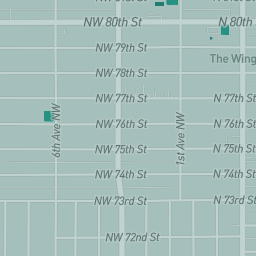 NW 80th St
N 80th
NW 79th St
The Wing
NW 78th St
NW 77th St
N 77th St
6th Ave NW
NW 76th St
1st Ave NW
N 76th St
NW 75th St
N 75th St
NW 74th St
N 74th St
NW 73rd St
N 73rd St
NW 72nd St